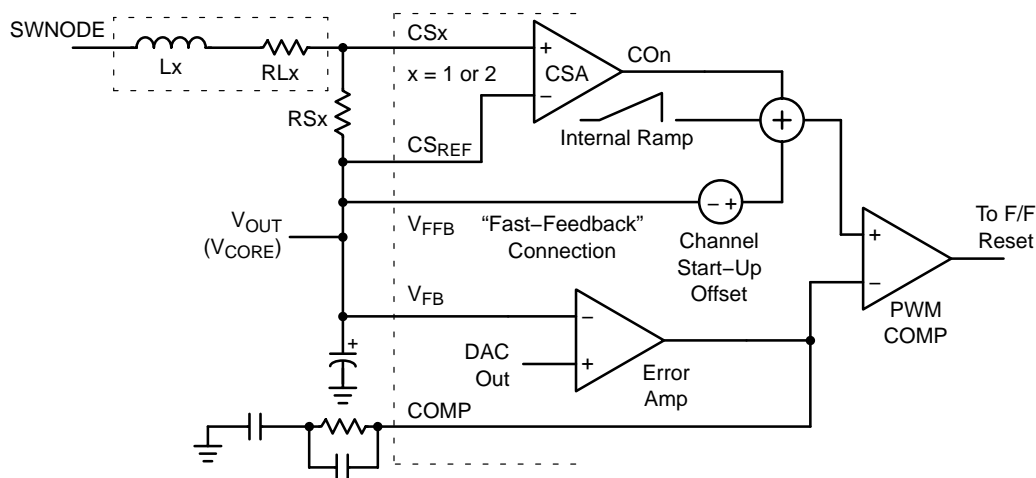 SWNODE
Lx
RLx
CSx
x = 1 or 2
+
CSA
−
COn
RSx
Internal Ramp
+
CSREF
VOUT
(VCORE)
VFFB
“Fast−Feedback”
Connection
− +
Channel
Start−Up
Offset
To F/F
Reset
+
−
PWM
COMP
VFB
−
+
DAC
Out
Error
Amp
+
COMP